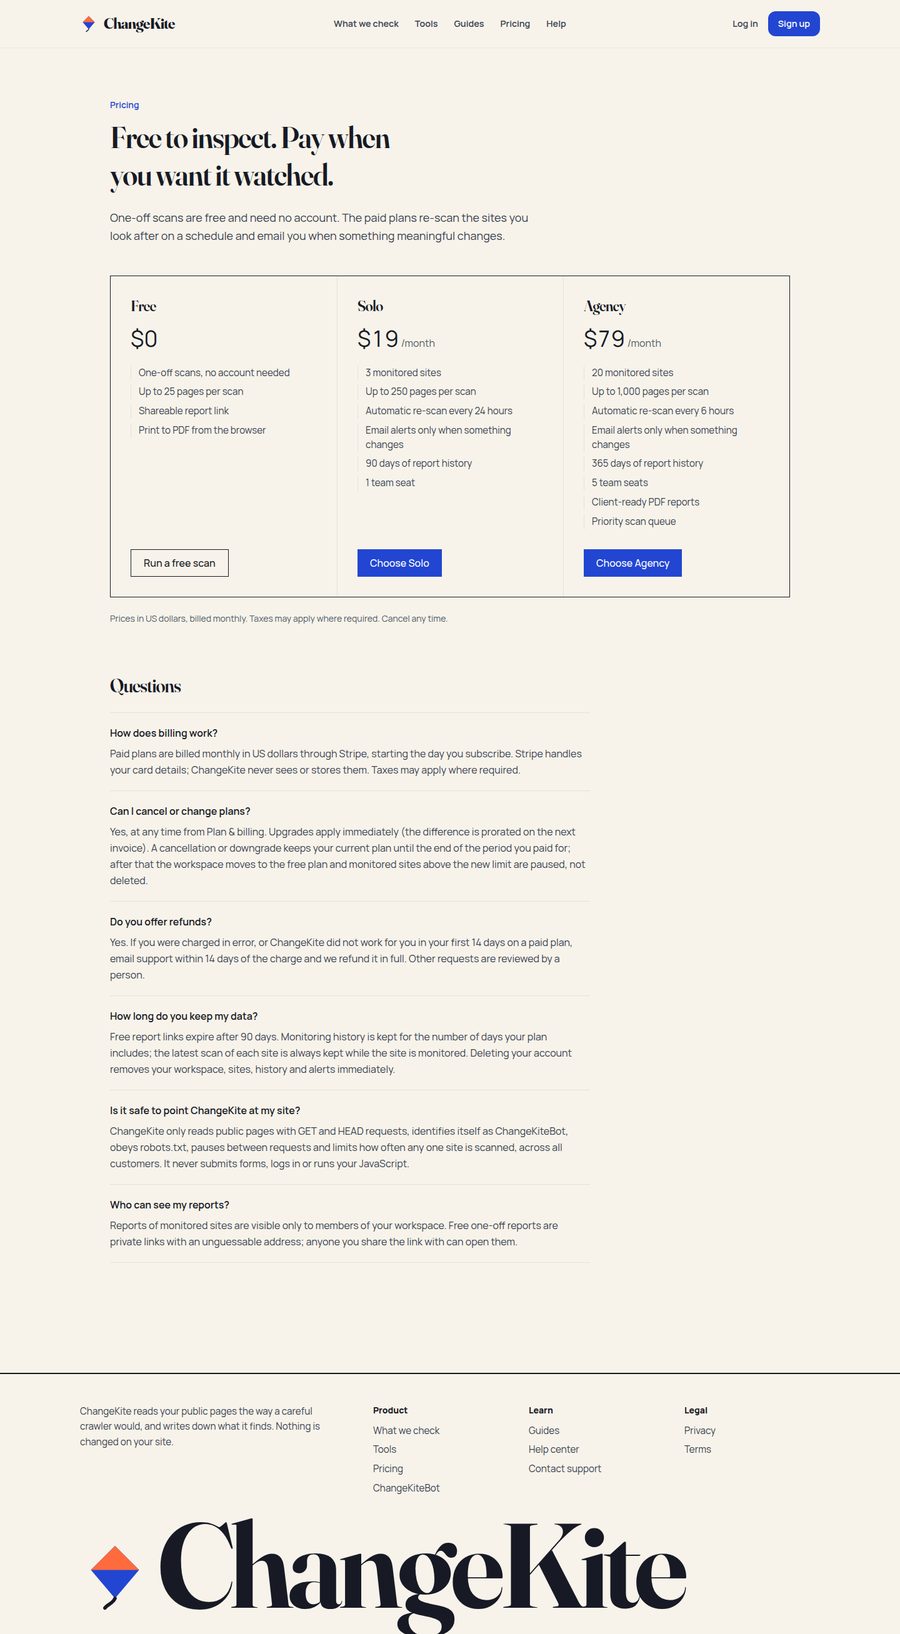 ChangeKite
What we check Tools Guides Pricing Help
Log in Sign up
Pricing
Free to inspect. Pay when
you want it watched.
One-off scans are free and need no account. The paid plans re-scan the sites you
look after on a schedule and email you when something meaningful changes.
Free
$0
One-off scans, no account needed
Up to 25 pages per scan
Shareable report link
Print to PDF from the browser
Run a free scan
Solo
$19 /month
3 monitored sites
Up to 250 pages per scan
Automatic re-scan every 24 hours
Email alerts only when something
changes
90 days of report history
1 team seat
Choose Solo
Agency
$79 /month
20 monitored sites
Up to 1,000 pages per scan
Automatic re-scan every 6 hours
Email alerts only when something
changes
365 days of report history
5 team seats
Client-ready PDF reports
Priority scan queue
Choose Agency
Prices in US dollars, billed monthly. Taxes may apply where required. Cancel any time.
Questions
How does billing work?
Paid plans are billed monthly in US dollars through Stripe, starting the day you subscribe. Stripe handles
your card details; ChangeKite never sees or stores them. Taxes may apply where required.
Can I cancel or change plans?
Yes, at any time from Plan & billing. Upgrades apply immediately (the difference is prorated on the next
invoice). A cancellation or downgrade keeps your current plan until the end of the period you paid for;
after that the workspace moves to the free plan and monitored sites above the new limit are paused, not
deleted.
Do you offer refunds?
Yes. If you were charged in error, or ChangeKite did not work for you in your first 14 days on a paid plan,
email support within 14 days of the charge and we refund it in full. Other requests are reviewed by a
person.
How long do you keep my data?
Free report links expire after 90 days. Monitoring history is kept for the number of days your plan
includes; the latest scan of each site is always kept while the site is monitored. Deleting your account
removes your workspace, sites, history and alerts immediately.
Is it safe to point ChangeKite at my site?
ChangeKite only reads public pages with GET and HEAD requests, identifies itself as ChangeKiteBot,
obeys robots.txt, pauses between requests and limits how often any one site is scanned, across all
customers. It never submits forms, logs in or runs your JavaScript.
Who can see my reports?
Reports of monitored sites are visible only to members of your workspace. Free one-off reports are
private links with an unguessable address; anyone you share the link with can open them.
ChangeKite reads your public pages the way a careful
crawler would, and writes down what it finds. Nothing is
changed on your site.
Product
What we check
Tools
Pricing
ChangeKiteBot
Learn
Guides
Help center
Contact support
Legal
Privacy
Terms
ChangeKite